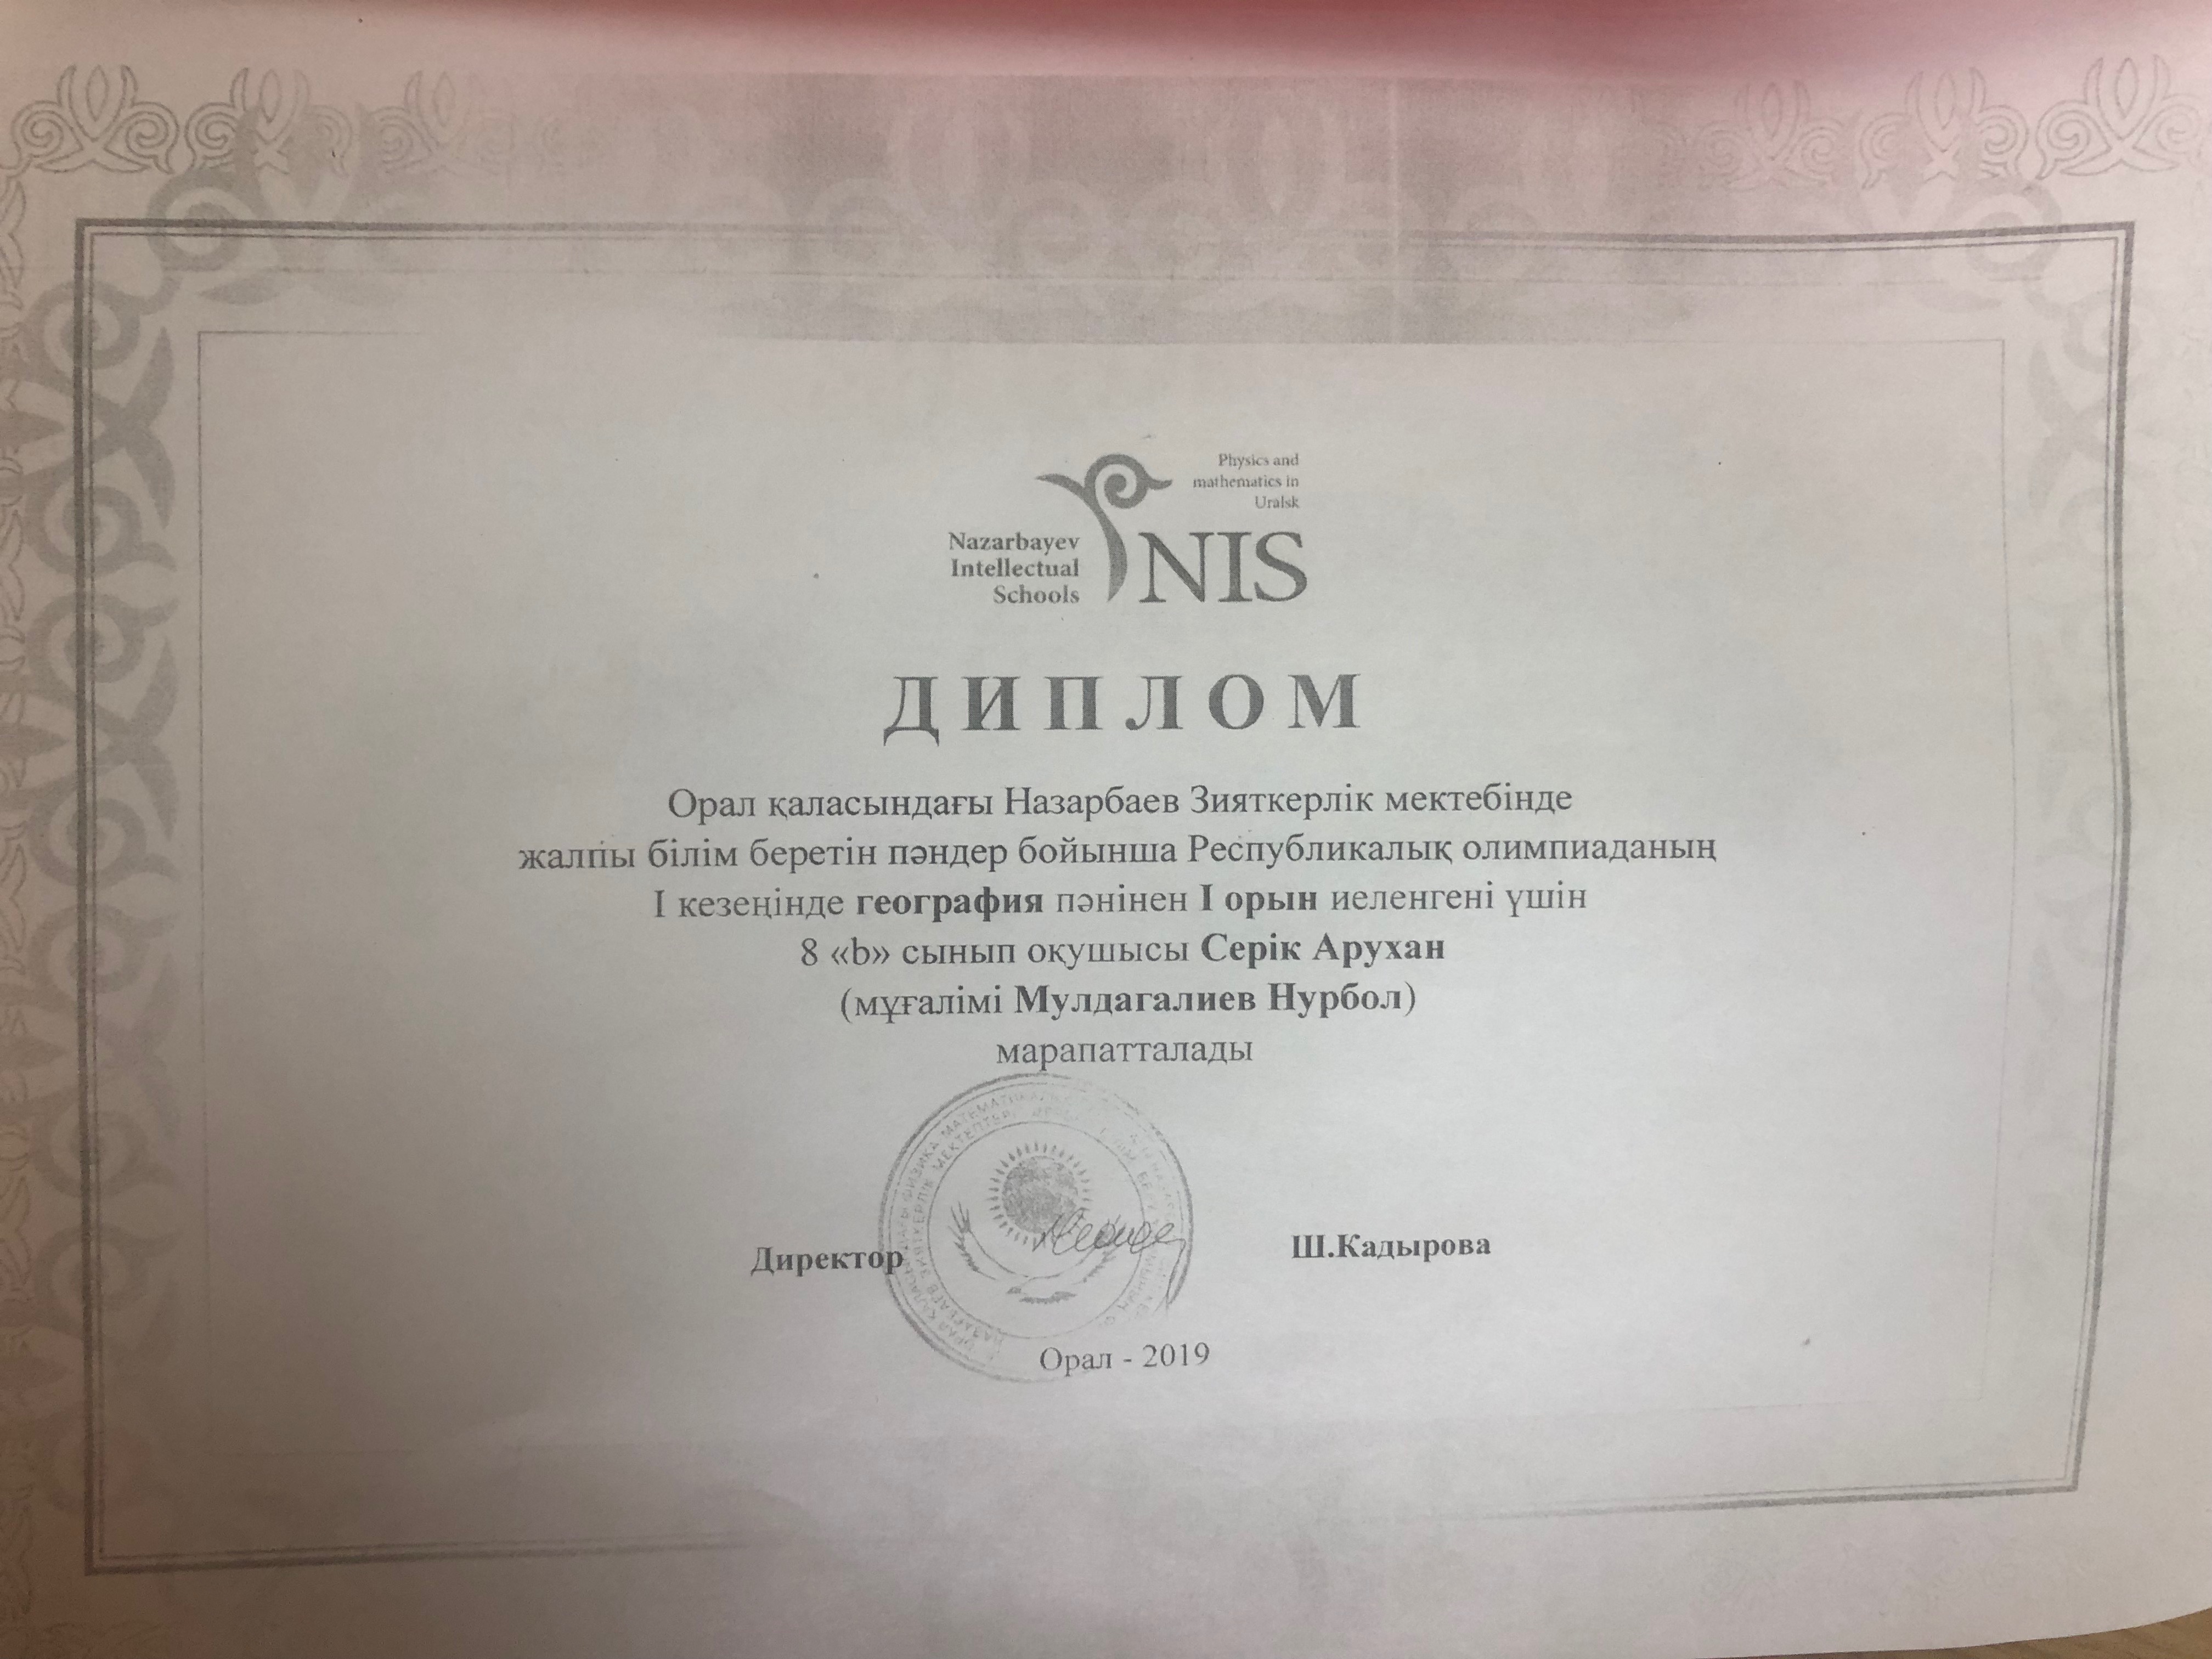 Physics and
mathematics in
Uralsk
Nazarbayev
Intellectual
Schools
NIS
ДИПЛОМ
Орал қаласындағы Назарбаев Зияткерлік мектебінде
жалпы білім беретін пәндер бойынша Республикалық олимпиаданың
І кезеңінде география пәнінен І орын иеленгені үшін
8 «b» сынып оқушысы Серік Арухан
(мұғалімі Мулдагалиев Нурбол)
марапатталады
Директор Ш.Кадырова
Орал - 2019